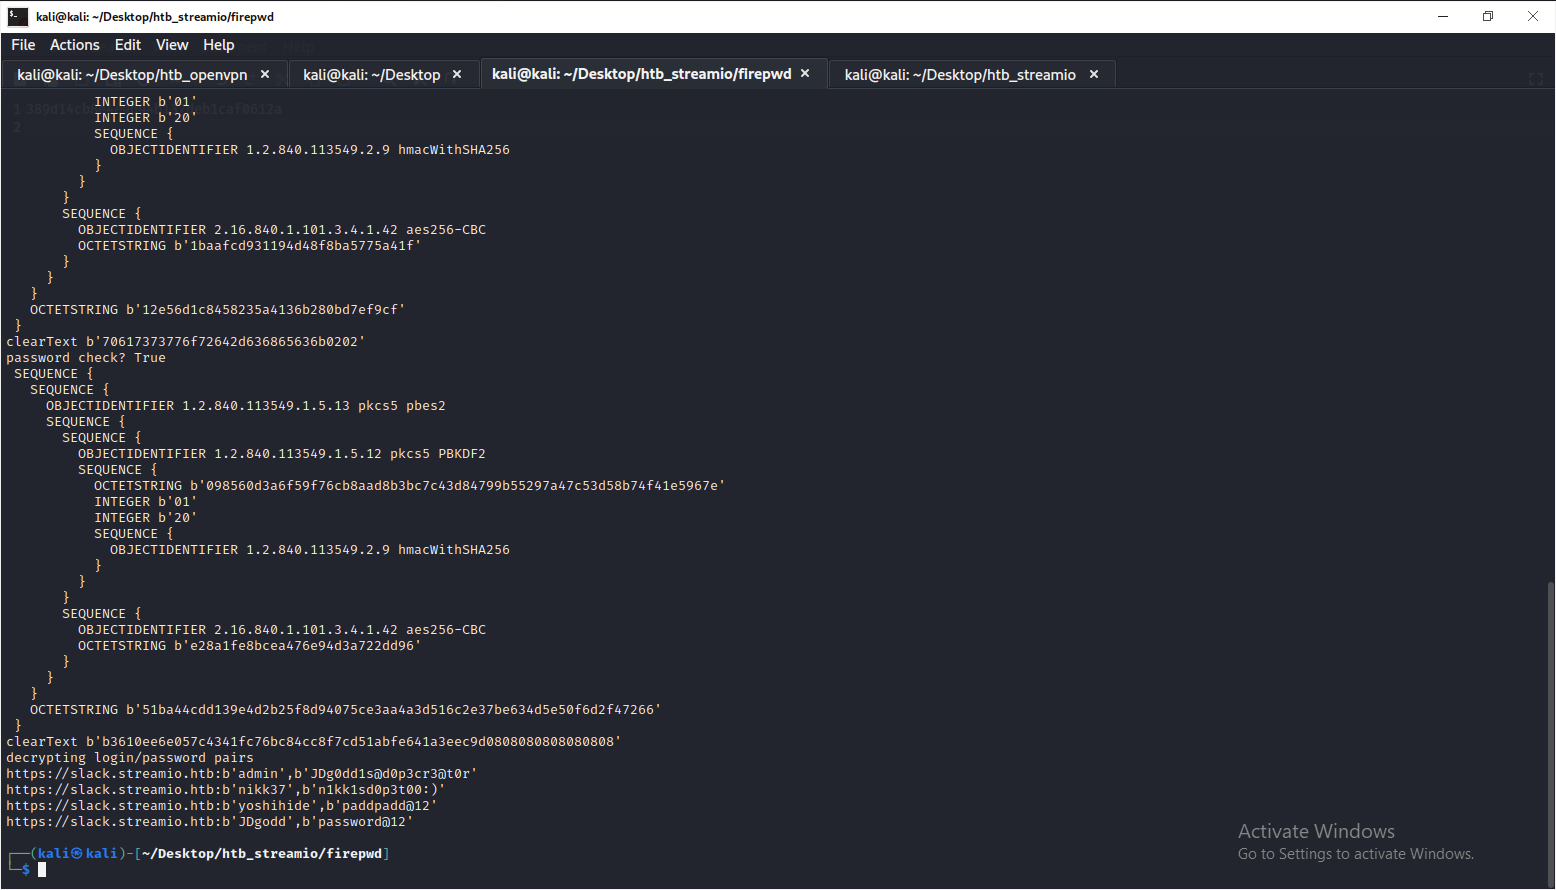 kali@kali: ~/Desktop/htb_streamio/firepwd
File Actions Edit View Help
kali@kali: ~/Desktop/htb_openvpn × kali@kali: ~/Desktop × kali@kali: ~/Desktop/htb_streamio/firepwd × kali@kali: ~/Desktop/htb_streamio ×
INTEGER b'01'
INTEGER b'20'
SEQUENCE {
OBJECTIDENTIFIER 1.2.840.113549.2.9 hmacWithSHA256
}
}
}
SEQUENCE {
OBJECTIDENTIFIER 2.16.840.1.101.3.4.1.42 aes256-CBC
OCTETSTRING b'1baafcd931194d48f8ba5775a41f'
}
}
}
OCTETSTRING b'12e56d1c8458235a4136b280bd7ef9cf'
}
clearText b'70617373776f72642d636865636b0202'
password check? True
SEQUENCE {
SEQUENCE {
OBJECTIDENTIFIER 1.2.840.113549.1.5.13 pkcs5 pbes2
SEQUENCE {
SEQUENCE {
OBJECTIDENTIFIER 1.2.840.113549.1.5.12 pkcs5 PBKDF2
SEQUENCE {
OCTETSTRING b'098560d3a6f59f76cb8aad8b3bc7c43d84799b55297a47c53d58b74f41e5967e'
INTEGER b'01'
INTEGER b'20'
SEQUENCE {
OBJECTIDENTIFIER 1.2.840.113549.2.9 hmacWithSHA256
}
}
}
SEQUENCE {
OBJECTIDENTIFIER 2.16.840.1.101.3.4.1.42 aes256-CBC
OCTETSTRING b'e28a1fe8bcea476e94d3a722dd96'
}
}
}
OCTETSTRING b'51ba44cdd139e4d2b25f8d94075ce3aa4a3d516c2e37be634d5e50f6d2f47266'
}
clearText b'b3610ee6e057c4341fc76bc84cc8f7cd51abfe641a3eec9d0808080808080808'
decrypting login/password pairs
https://slack.streamio.htb:b'admin',b'JDg0dd1s@d0p3cr3@t0r'
https://slack.streamio.htb:b'nikk37',b'n1kk1sd0p3t00:)'
https://slack.streamio.htb:b'yoshihide',b'paddpadd@12'
https://slack.streamio.htb:b'JDgodd',b'password@12'
┌──(kali㉿kali)-[~/Desktop/htb_streamio/firepwd]
└─$
Activate Windows
Go to Settings to activate Windows.